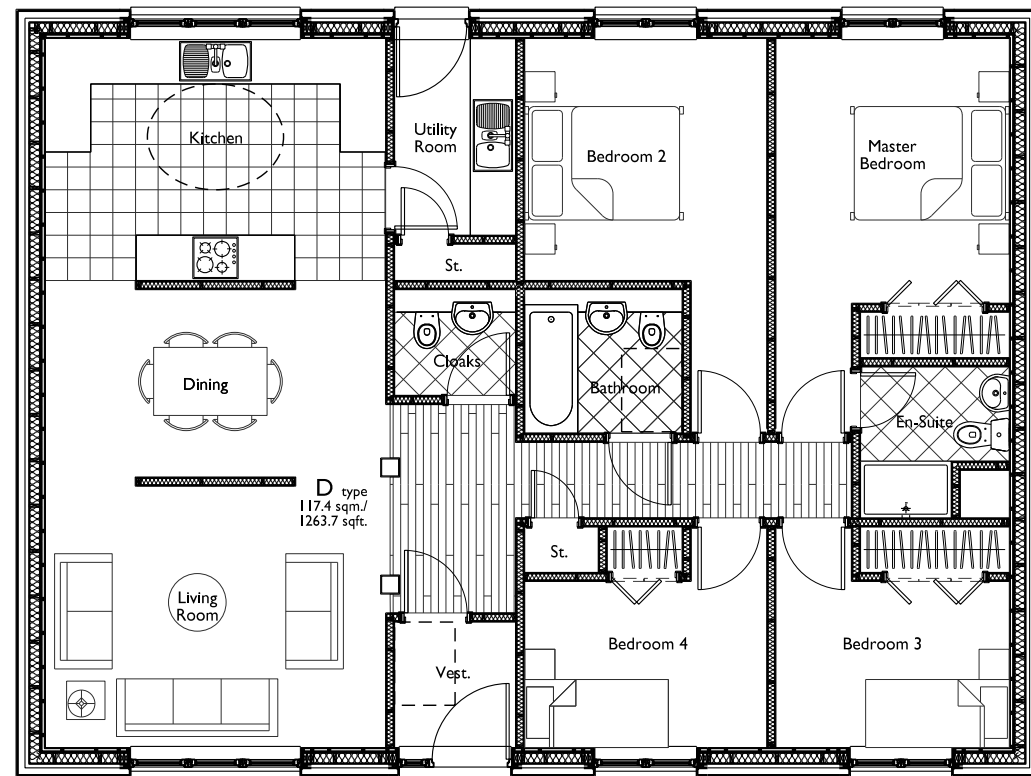 Kitchen
Utility
Room
Bedroom 2
Master
Bedroom
St.
Cloaks
Dining
Bathroom
En-Suite
D type
117.4 sqm./
1263.7 sqft.
St.
Living
Room
Vest.
Bedroom 4
Bedroom 3